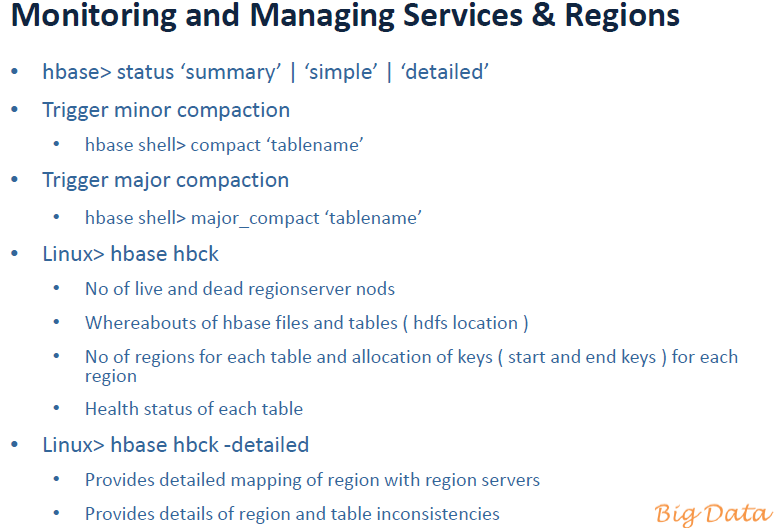 Monitoring and Managing Services & Regions
• hbase> status ‘summary’ | ‘simple’ | ‘detailed’
• Trigger minor compaction
• hbase shell> compact ‘tablename’
• Trigger major compaction
• hbase shell> major_compact ‘tablename’
• Linux> hbase hbck
• No of live and dead regionserver nods
• Whereabouts of hbase files and tables ( hdfs location )
• No of regions for each table and allocation of keys ( start and end keys ) for each
region
• Health status of each table
• Linux> hbase hbck -detailed
• Provides detailed mapping of region with region servers
• Provides details of region and table inconsistencies
Big Data